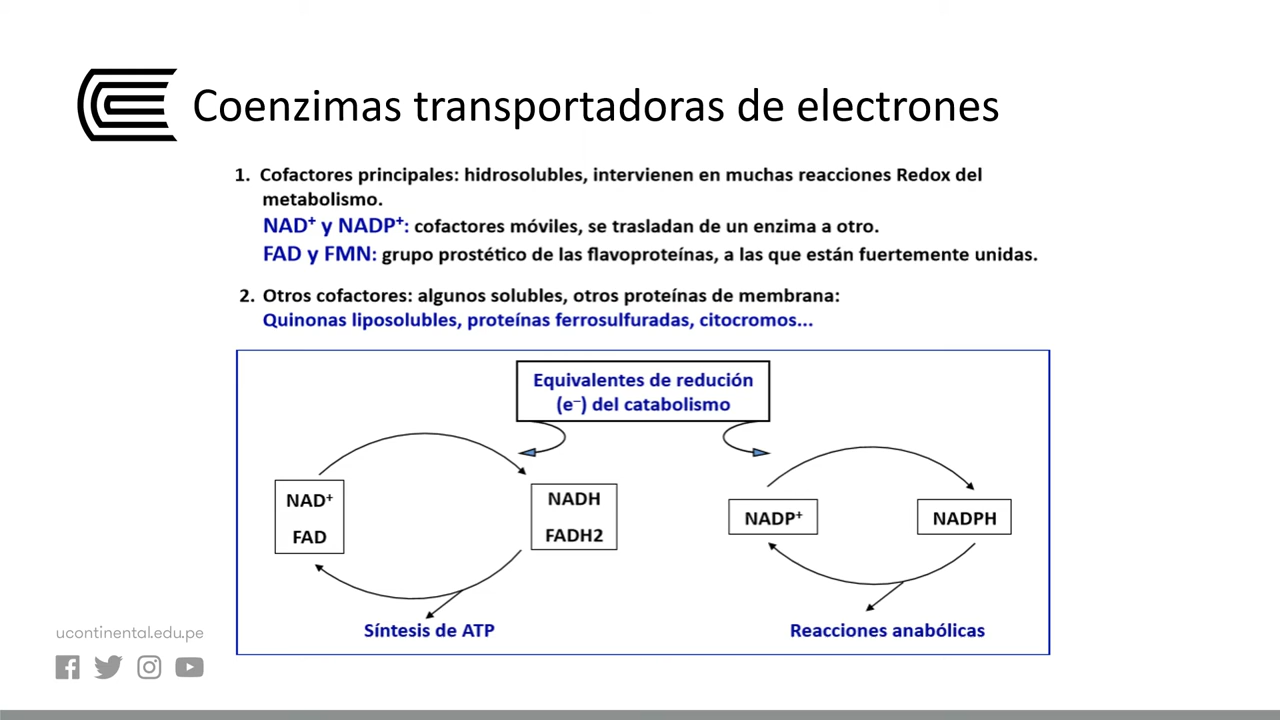 Coenzimas transportadoras de electrones
1. Cofactores principales: hidrosolubles, intervienen en muchas reacciones Redox del
metabolismo.
NAD⁺ y NADP⁺: cofactores móviles, se trasladan de un enzima a otro.
FAD y FMN: grupo prostético de las flavoproteínas, a las que están fuertemente unidas.
2. Otros cofactores: algunos solubles, otros proteínas de membrana:
Quinonas liposolubles, proteínas ferrosulfuradas, citocromos...
Equivalentes de redución
(e⁻) del catabolismo
NAD⁺
FAD
NADH
FADH2
Síntesis de ATP
NADP⁺
NADPH
Reacciones anabólicas
ucontinental.edu.pe